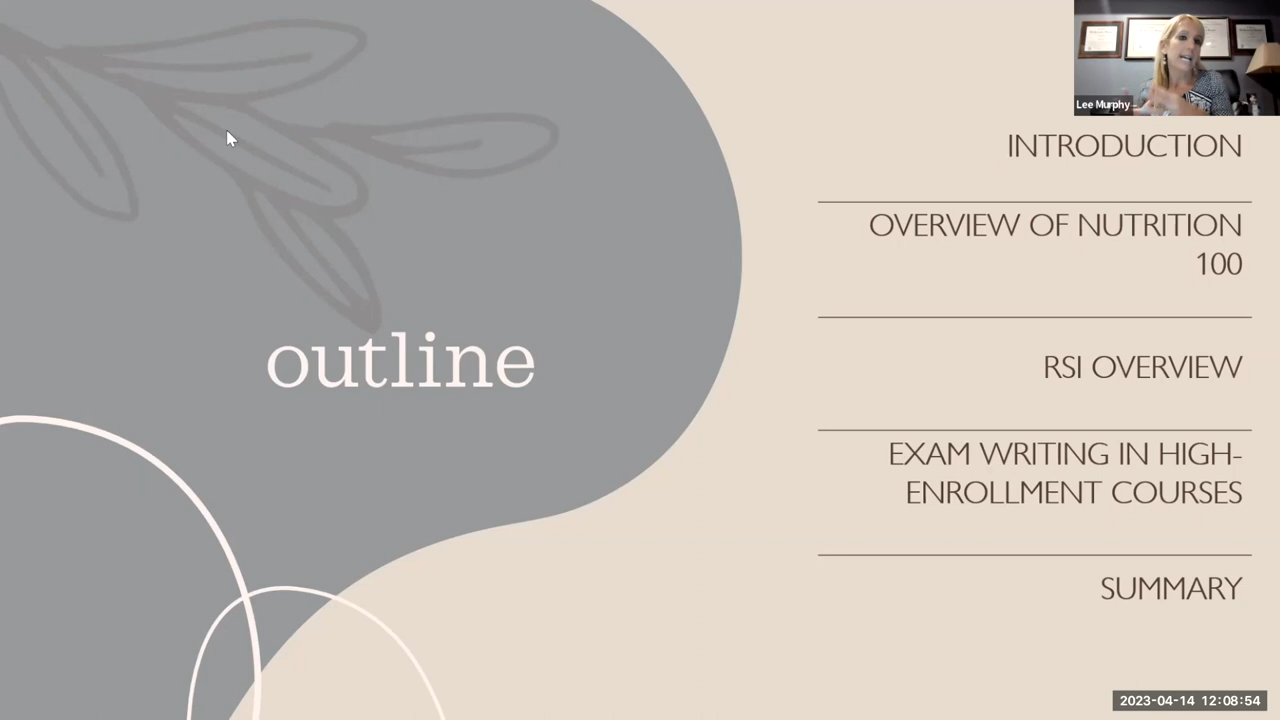 Lee Murphy
INTRODUCTION
OVERVIEW OF NUTRITION
100
RSI OVERVIEW
outline
EXAM WRITING IN HIGH-
ENROLLMENT COURSES
SUMMARY
2023-04-14 12:08:54